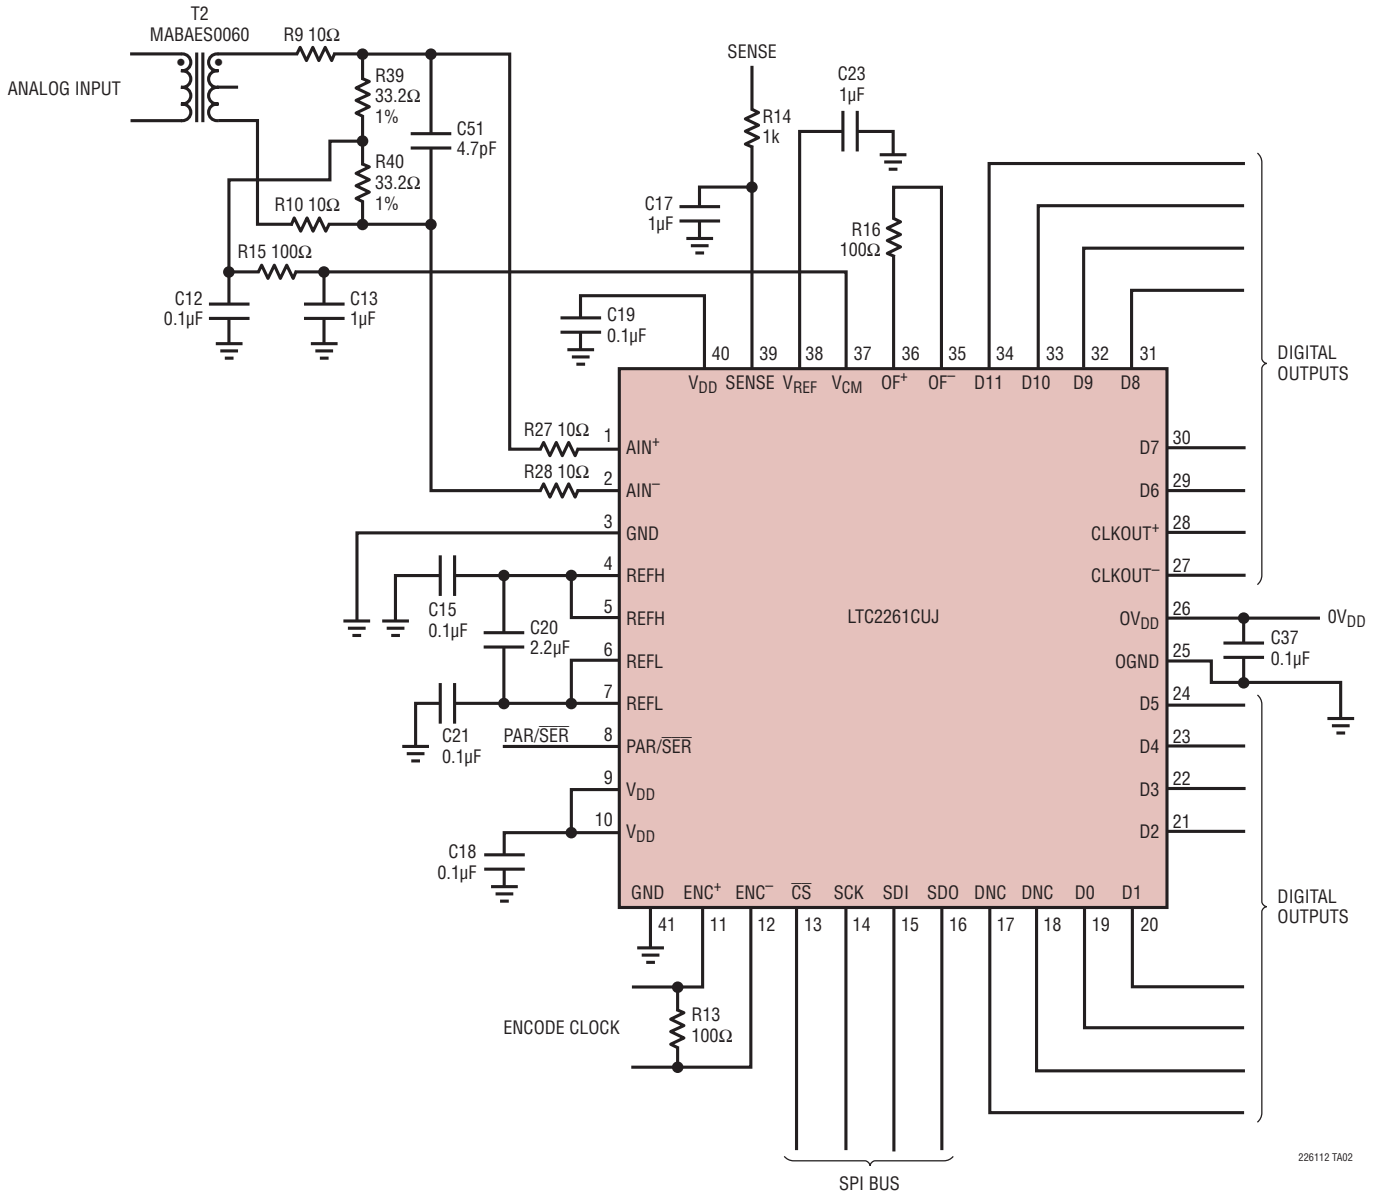 T2
MABAES0060
R9 10Ω
ANALOG INPUT
R39
33.2Ω
1%
C51
4.7pF
R40
33.2Ω
1%
R10 10Ω
R15 100Ω
C12
0.1µF
C13
1µF
SENSE
R14
1k
C23
1µF
C17
1µF
R16
100Ω
C19
0.1µF
40 39 38 37 36 35 34 33 32 31
VDD SENSE VREF VCM OF+ OF– D11 D10 D9 D8
DIGITAL
OUTPUTS
R27 10Ω
1 AIN+
R28 10Ω
2 AIN–
3 GND
4 REFH
C15
0.1µF
5 REFH
C20
2.2µF
6 REFL
7 REFL
C21
0.1µF
PAR/SER
8 PAR/SER
9 VDD
10 VDD
C18
0.1µF
LTC2261CUJ
D7 30
D6 29
CLKOUT+ 28
CLKOUT– 27
OVDD 26
0VDD
C37
0.1µF
OGND 25
D5 24
D4 23
D3 22
D2 21
GND ENC+ ENC– CS SCK SDI SDO DNC DNC D0 D1
41 11 12 13 14 15 16 17 18 19 20
DIGITAL
OUTPUTS
R13
100Ω
ENCODE CLOCK
SPI BUS
226112 TA02